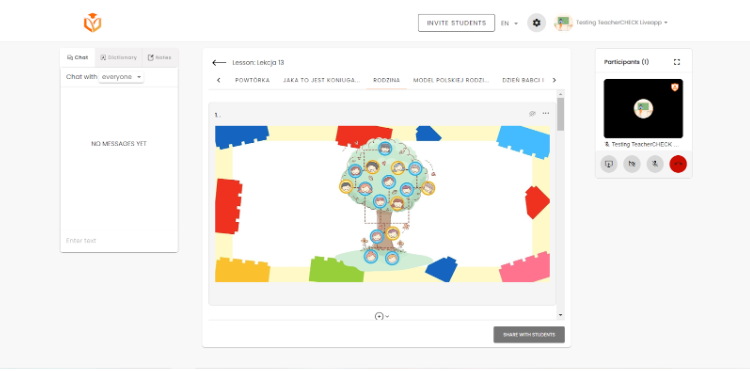 INVITE STUDENTS
EN
Testing TeacherCHECK Liveapp
Chat
Dictionary
Notes
Chat with everyone
NO MESSAGES YET
Enter text
Lesson: Lekcja 13
POWTÓRKA
JAKA TO JEST KONIUGA...
RODZINA
MODEL POLSKIEJ RODZI...
DZIEŃ BABCI I
1...
SHARE WITH STUDENTS
Participants (1)
Testing TeacherCHECK ...